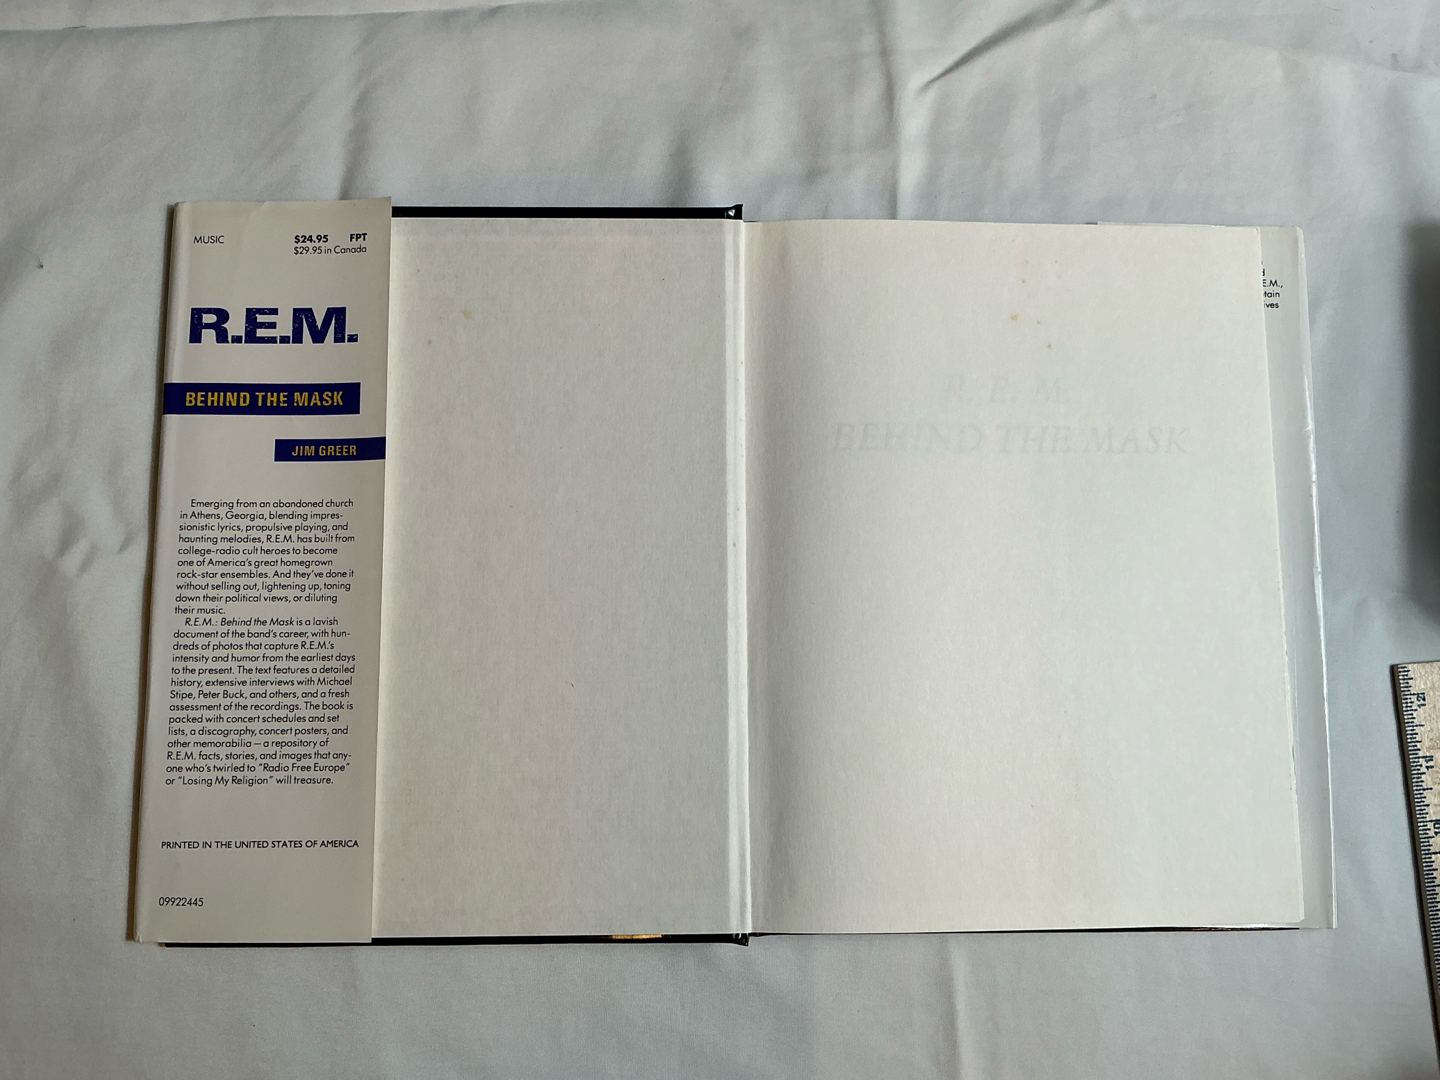 MUSIC $24.95 FPT
$29.95 in Canada
R.E.M.
BEHIND THE MASK
JIM GREER
Emerging from an abandoned church
in Athens, Georgia, blending impres-
sionistic lyrics, propulsive playing, and
haunting melodies, R.E.M. has built from
college-radio cult heroes to become
one of America's great homegrown
rock-star ensembles. And they've done it
without selling out, lightening up, toning
down their political views, or diluting
their music.
R.E.M.: Behind the Mask is a lavish
document of the band's career, with hun-
dreds of photos that capture R.E.M.'s
intensity and humor from the earliest days
to the present. The text features a detailed
history, extensive interviews with Michael
Stipe, Peter Buck, and others, and a fresh
assessment of the recordings. The book is
packed with concert schedules and set
lists, a discography, concert posters, and
other memorabilia — a repository of
R.E.M. facts, stories, and images that any-
one who's twirled to "Radio Free Europe"
or "Losing My Religion" will treasure.
PRINTED IN THE UNITED STATES OF AMERICA
09922445
R.E.M.
BEHIND THE MASK
E.M.,
tain
ives
12
11
10